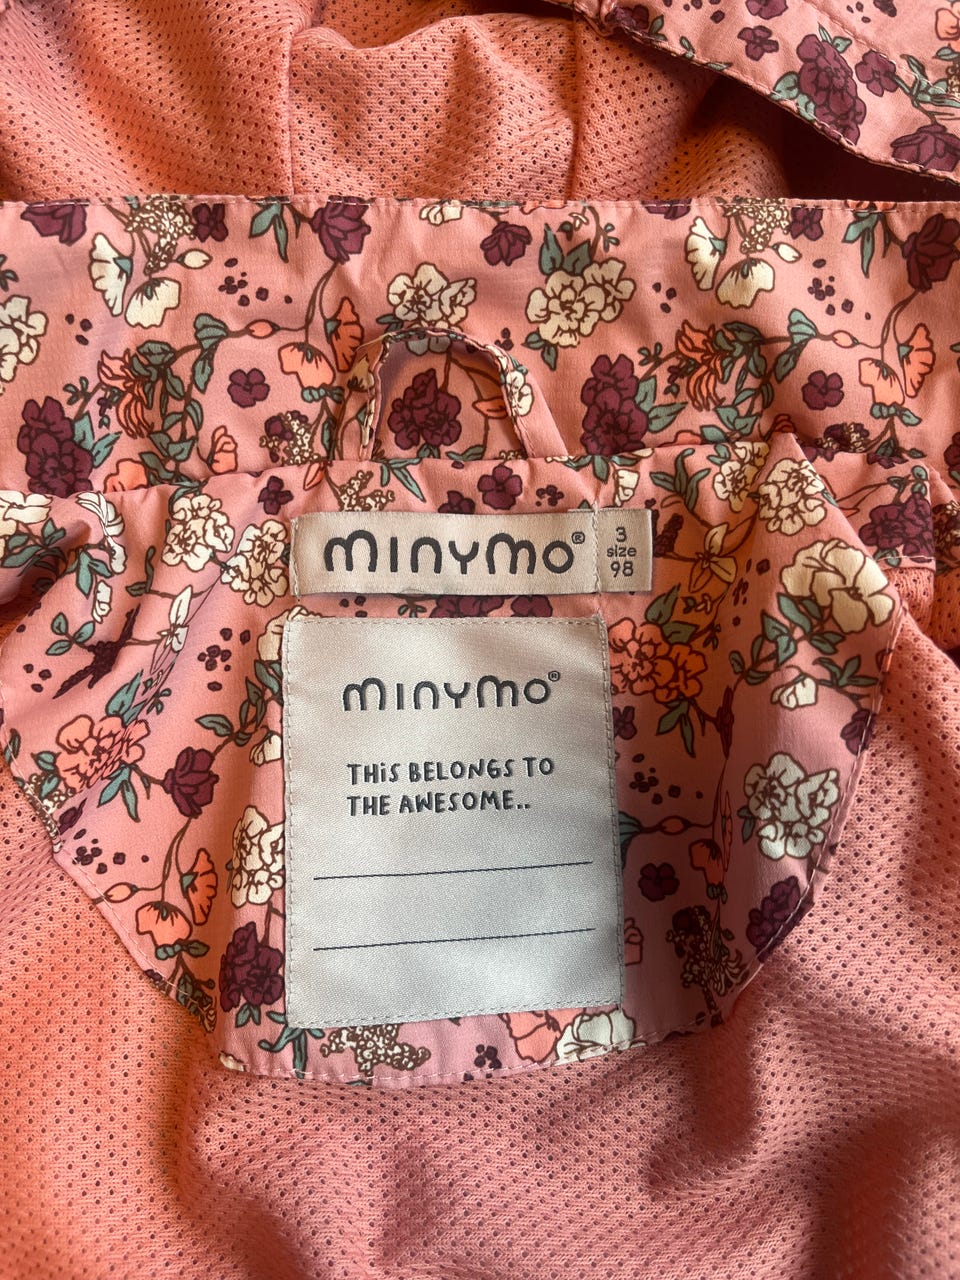 minymo®
3
size
98
minymo®
THiS BELONGS TO
THE AWESOME..